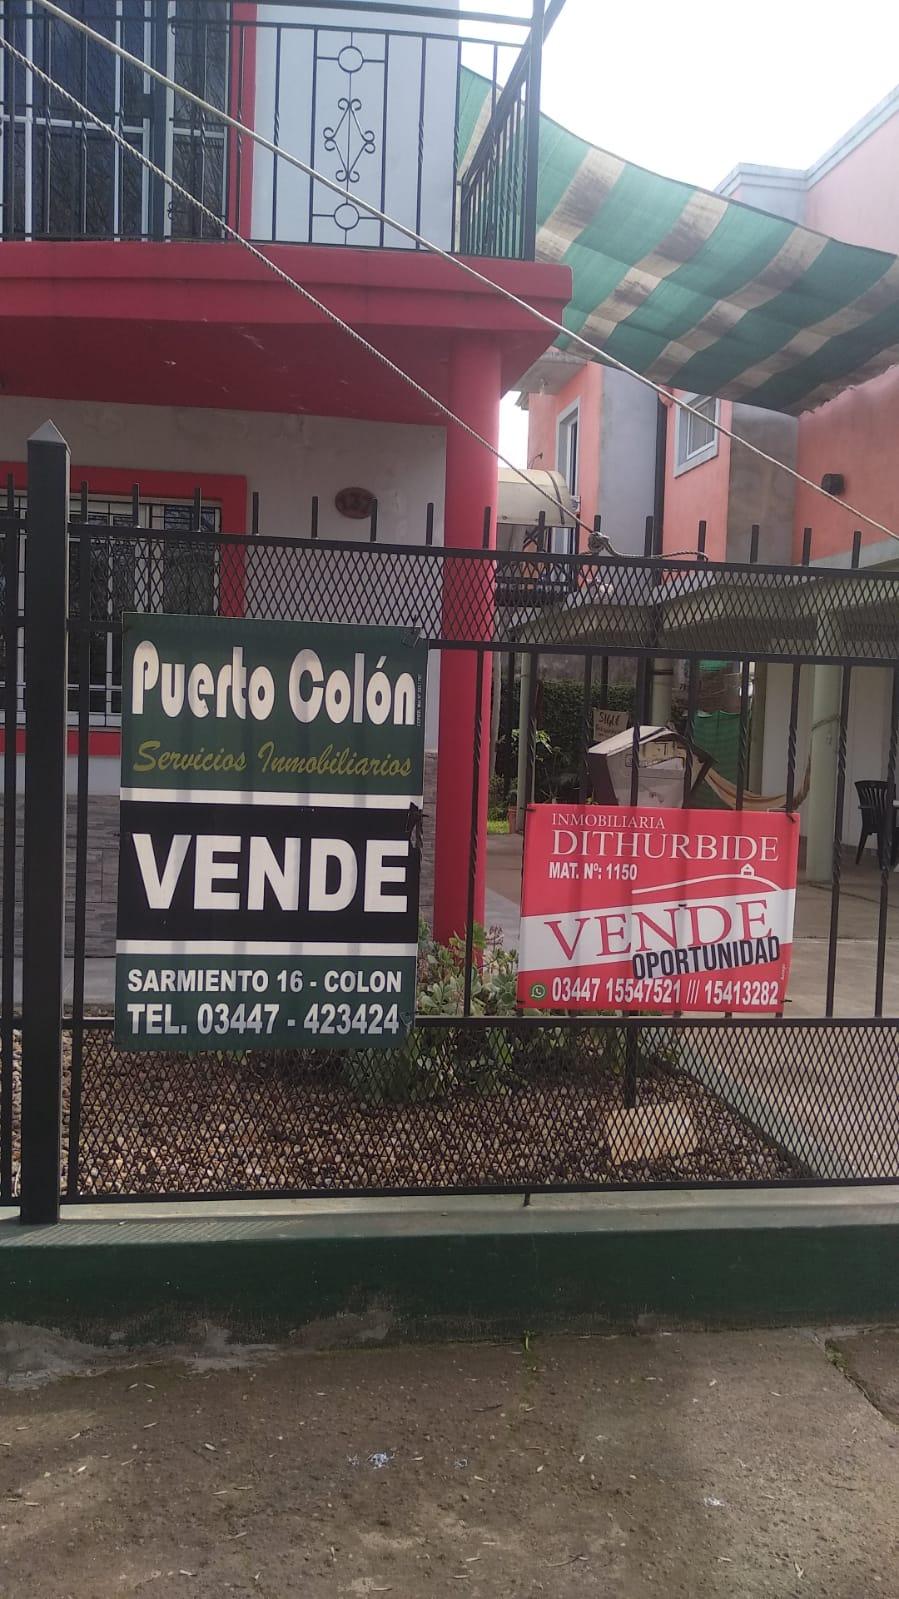 Puerto Colón
Servicios Inmobiliarios
VENDE
SARMIENTO 16 - COLON
TEL. 03447 - 423424
INMOBILIARIA
DITHURBIDE
MAT. Nº: 1150
VENDE
OPORTUNIDAD
03447 15547521 /// 15413282